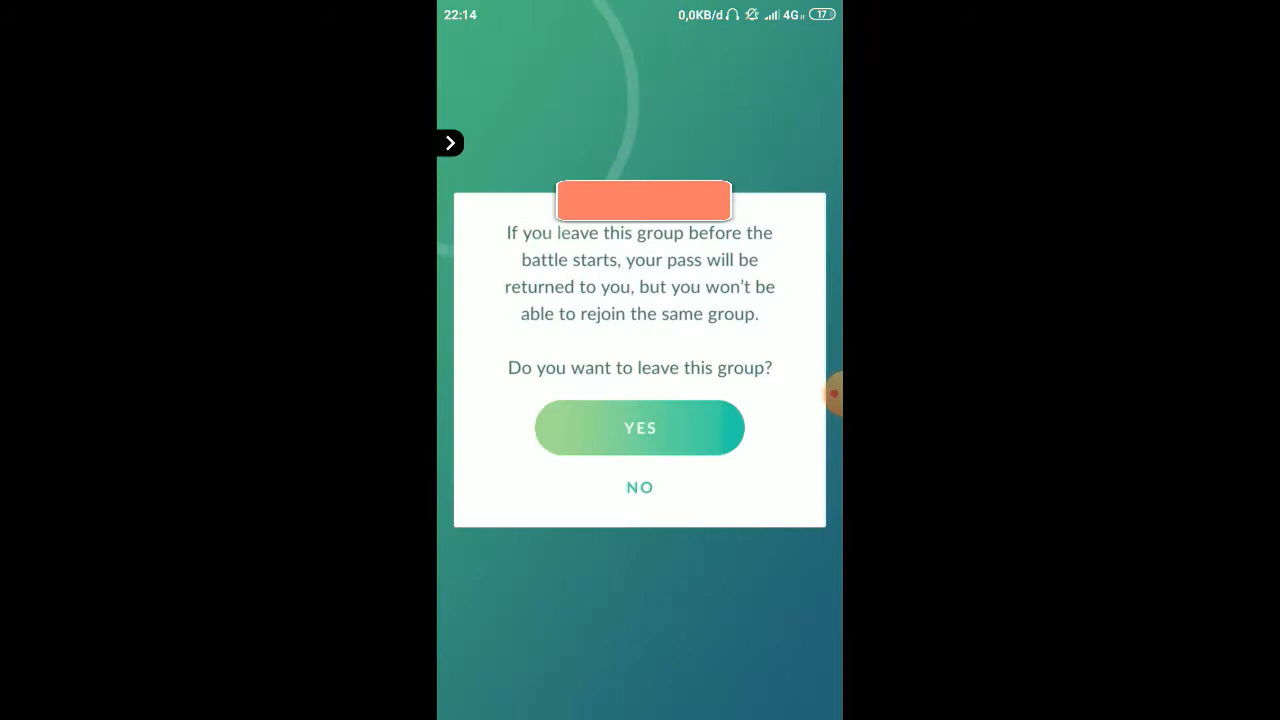 22:14
0,0KB/d
4G
17
If you leave this group before the
battle starts, your pass will be
returned to you, but you won't be
able to rejoin the same group.
Do you want to leave this group?
YES
NO